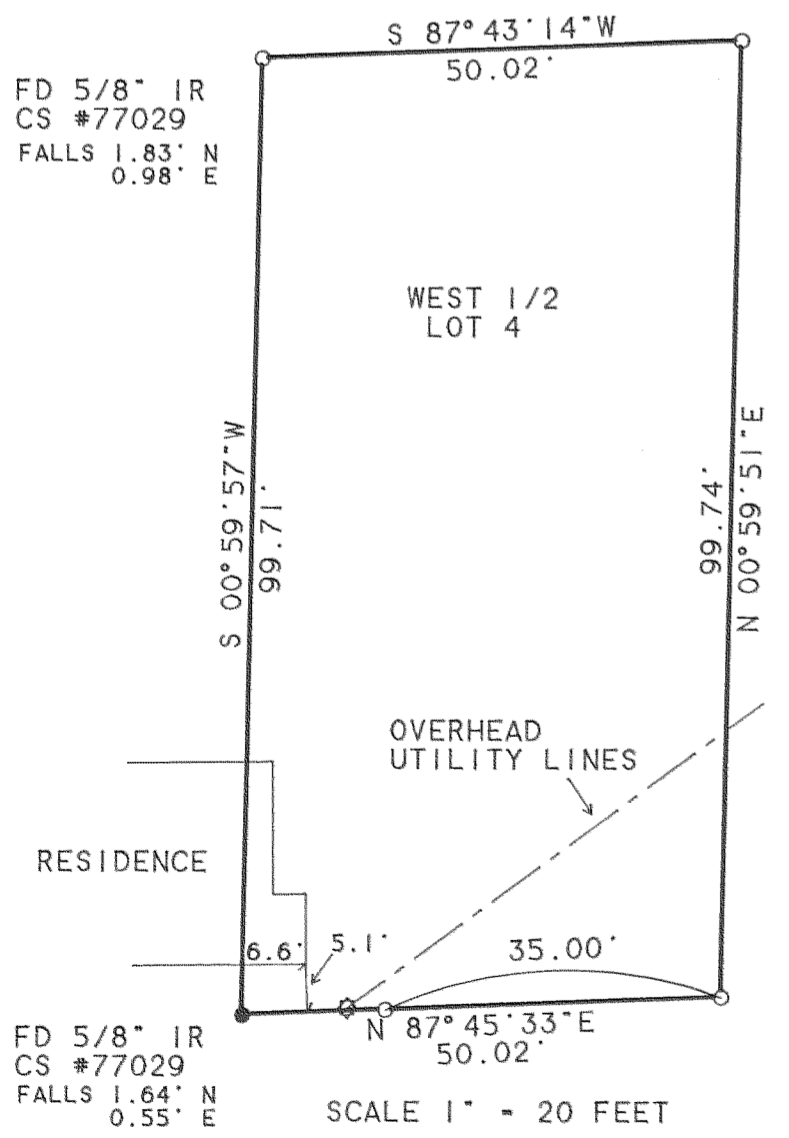 S 87° 43' 14"W
50.02'
FD 5/8" IR
CS #77029
FALLS 1.83' N
0.98' E
WEST 1/2
LOT 4
S 00° 59' 57"W
99.71'
99.74'
N 00° 59' 51"E
OVERHEAD
UTILITY LINES
RESIDENCE
6.6'
5.1'
35.00'
N 87° 45' 33"E
50.02'
FD 5/8" IR
CS #77029
FALLS 1.64' N
0.55' E
SCALE 1" = 20 FEET